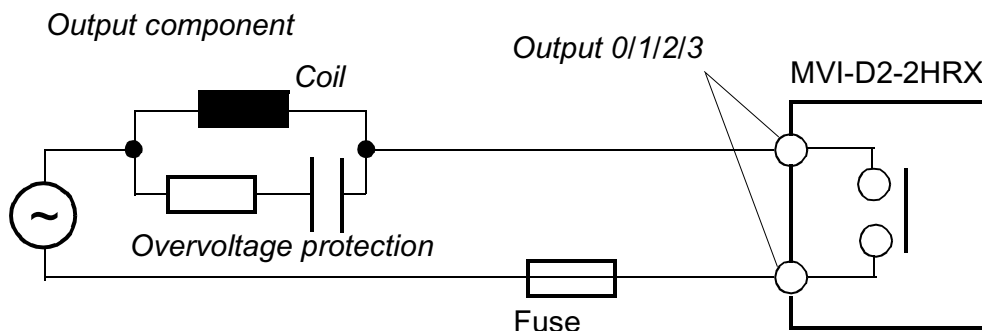 Output component
Output 0/1/2/3
Coil
MVI-D2-2HRX
~
Overvoltage protection
Fuse